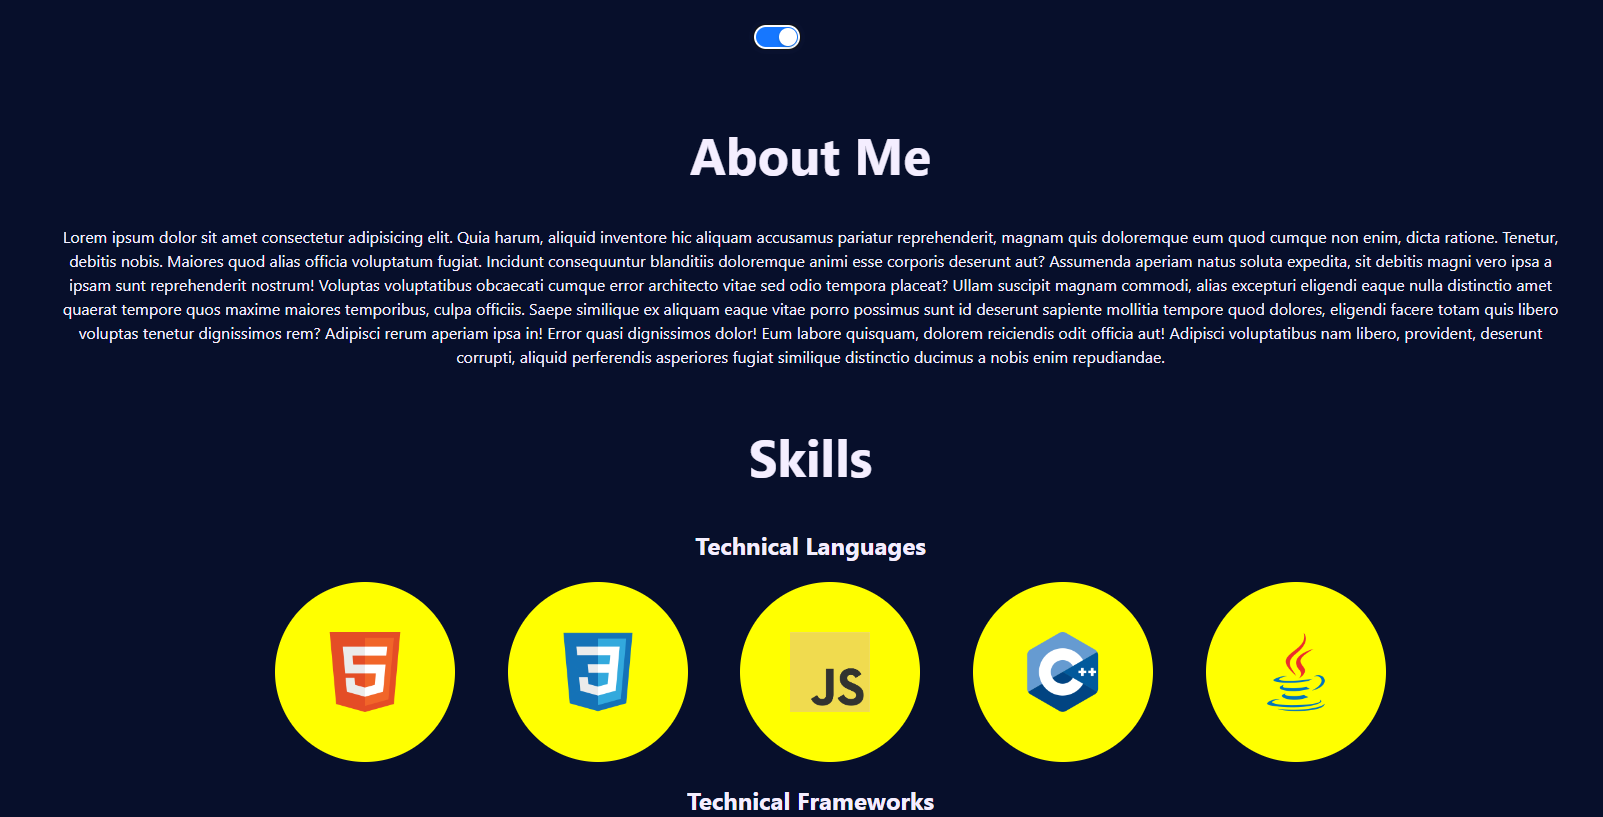 About Me
Lorem ipsum dolor sit amet consectetur adipisicing elit. Quia harum, aliquid inventore hic aliquam accusamus pariatur reprehenderit, magnam quis doloremque eum quod cumque non enim, dicta ratione. Tenetur,
debitis nobis. Maiores quod alias officia voluptatum fugiat. Incidunt consequuntur blanditiis doloremque animi esse corporis deserunt aut? Assumenda aperiam natus soluta expedita, sit debitis magni vero ipsa a
ipsam sunt reprehenderit nostrum! Voluptas voluptatibus obcaecati cumque error architecto vitae sed odio tempora placeat? Ullam suscipit magnam commodi, alias excepturi eligendi eaque nulla distinctio amet
quaerat tempore quos maxime maiores temporibus, culpa officiis. Saepe similique ex aliquam eaque vitae porro possimus sunt id deserunt sapiente mollitia tempore quod dolores, eligendi facere totam quis libero
voluptas tenetur dignissimos rem? Adipisci rerum aperiam ipsa in! Error quasi dignissimos dolor! Eum labore quisquam, dolorem reiciendis odit officia aut! Adipisci voluptatibus nam libero, provident, deserunt
corrupti, aliquid perferendis asperiores fugiat similique distinctio ducimus a nobis enim repudiandae.
Skills
Technical Languages
5 3 JS C++
Technical Frameworks